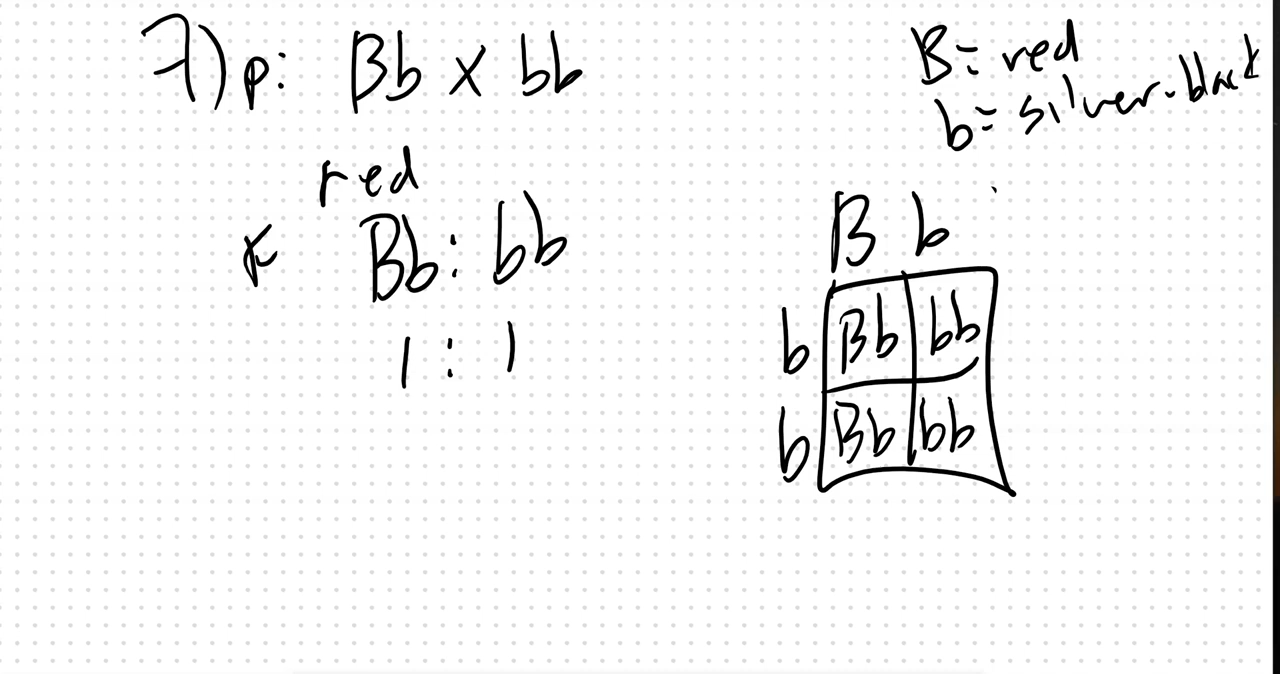 7) p: Bb x bb
B = red
b = silver-black
red
* Bb : bb
1 : 1
B b
b Bb bb
b Bb bb